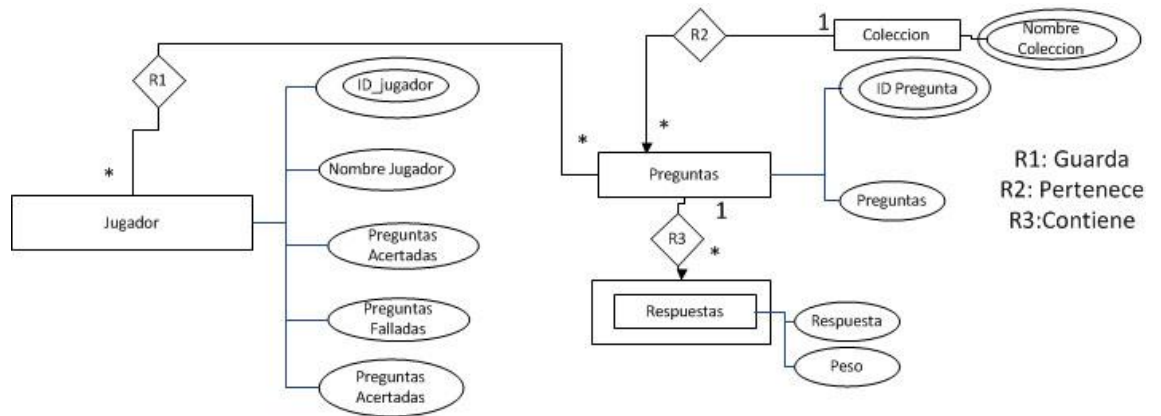 R2
1
Coleccion
Nombre
Coleccion
R1
ID_jugador
ID Pregunta
*
*
*
Nombre Jugador
Preguntas
R1: Guarda
R2: Pertenece
R3:Contiene
Jugador
Preguntas
1
Preguntas
Acertadas
R3
*
Preguntas
Falladas
Respuestas
Respuesta
Peso
Preguntas
Acertadas